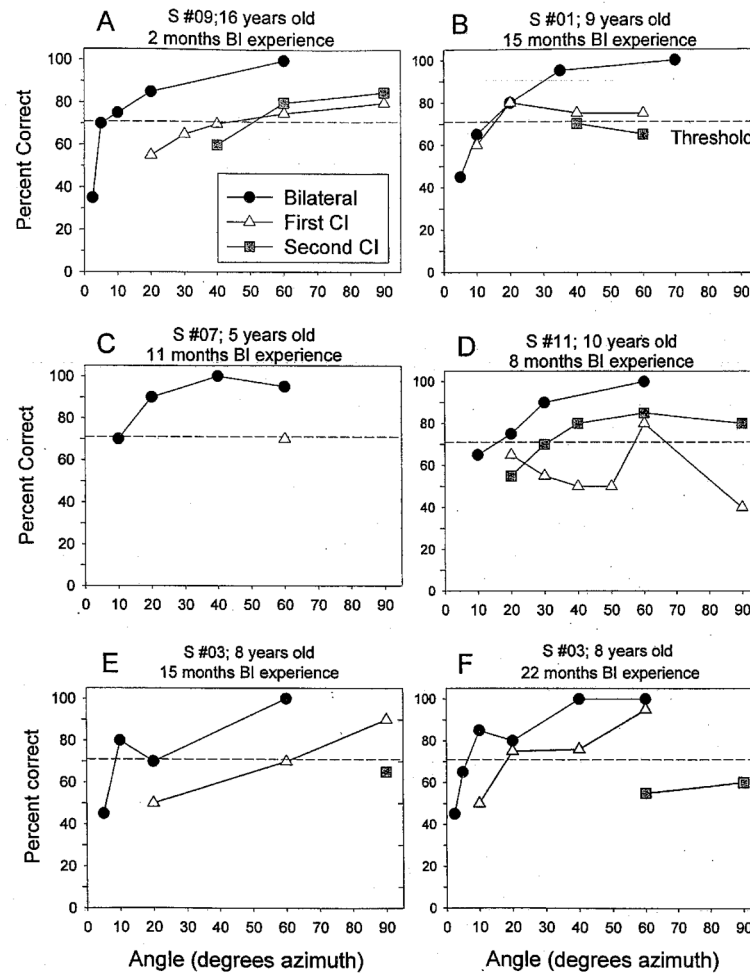 A
S #09;16 years old
2 months BI experience
Percent Correct
100
80
60
40
20
0
Bilateral
First CI
Second CI
0 10 20 30 40 50 60 70 80 90
B
S #01; 9 years old
15 months BI experience
100
80
60
40
20
0
Threshold
0 10 20 30 40 50 60 70 80 90
C
S #07; 5 years old
11 months BI experience
Percent Correct
100
80
60
40
20
0
0 10 20 30 40 50 60 70 80 90
D
S #11; 10 years old
8 months BI experience
100
80
60
40
20
0
0 10 20 30 40 50 60 70 80 90
E
S #03; 8 years old
15 months BI experience
Percent correct
100
80
60
40
20
0
0 10 20 30 40 50 60 70 80 90
Angle (degrees azimuth)
F
S #03; 8 years old
22 months BI experience
100
80
60
40
20
0
0 10 20 30 40 50 60 70 80 90
Angle (degrees azimuth)